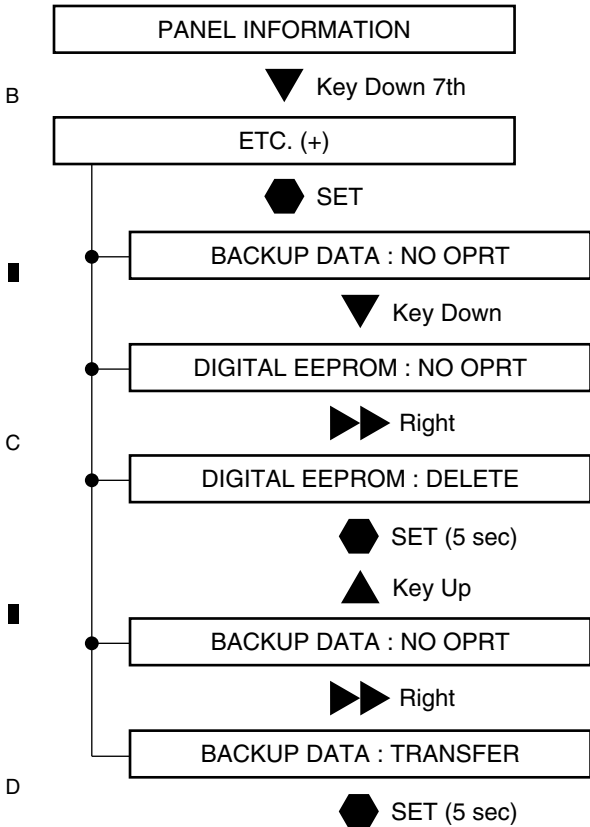 PANEL INFORMATION
Key Down 7th
B
ETC. (+)
SET
BACKUP DATA : NO OPRT
Key Down
DIGITAL EEPROM : NO OPRT
Right
C
DIGITAL EEPROM : DELETE
SET (5 sec)
Key Up
BACKUP DATA : NO OPRT
Right
BACKUP DATA : TRANSFER
D
SET (5 sec)